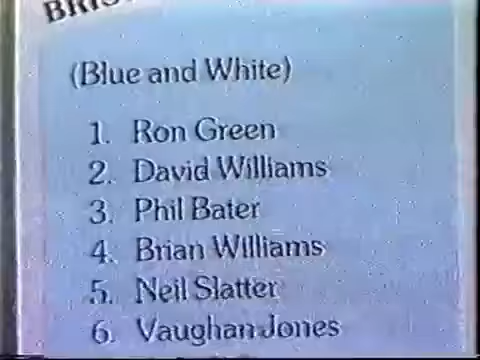 (Blue and White)
1. Ron Green
2. David Williams
3. Phil Bater
4. Brian Williams
5. Neil Slatter
6. Vaughan Jones